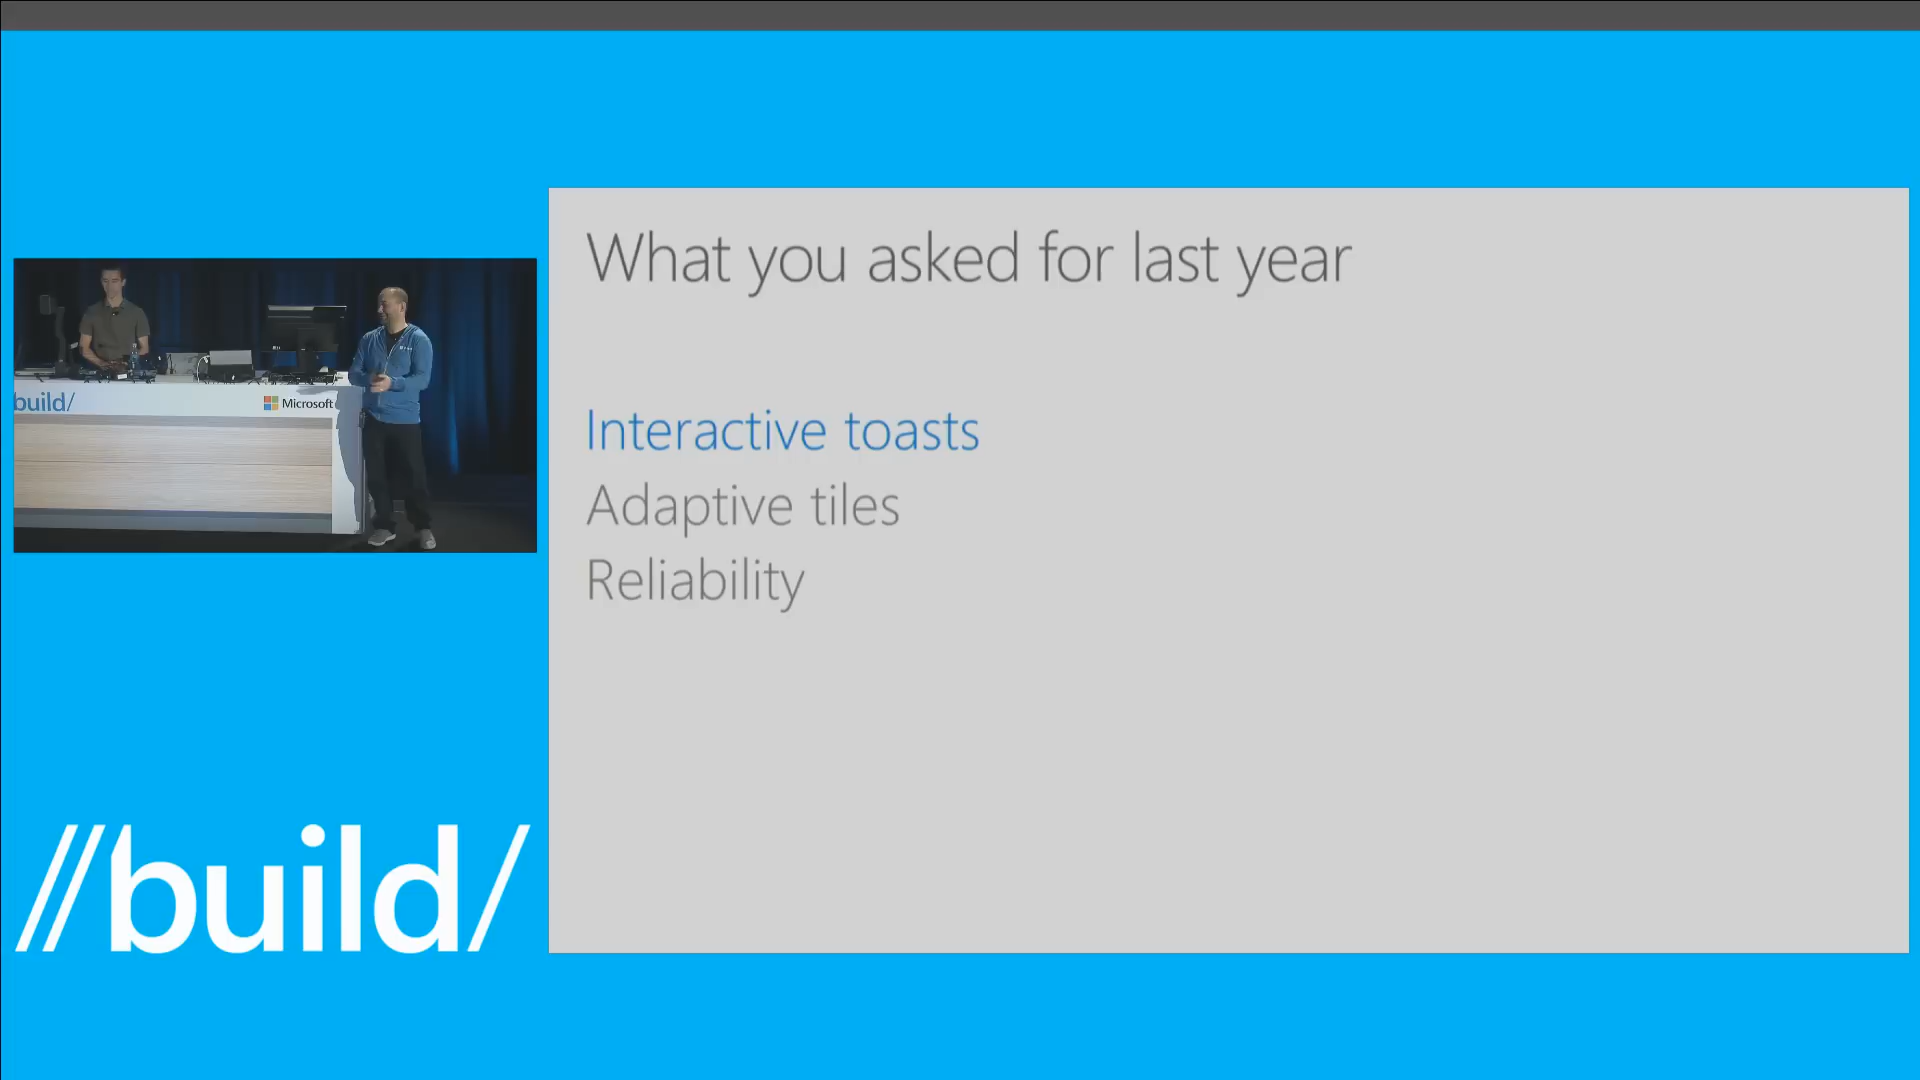 What you asked for last year
Interactive toasts
Adaptive tiles
Reliability
build/
Microsoft
//build/